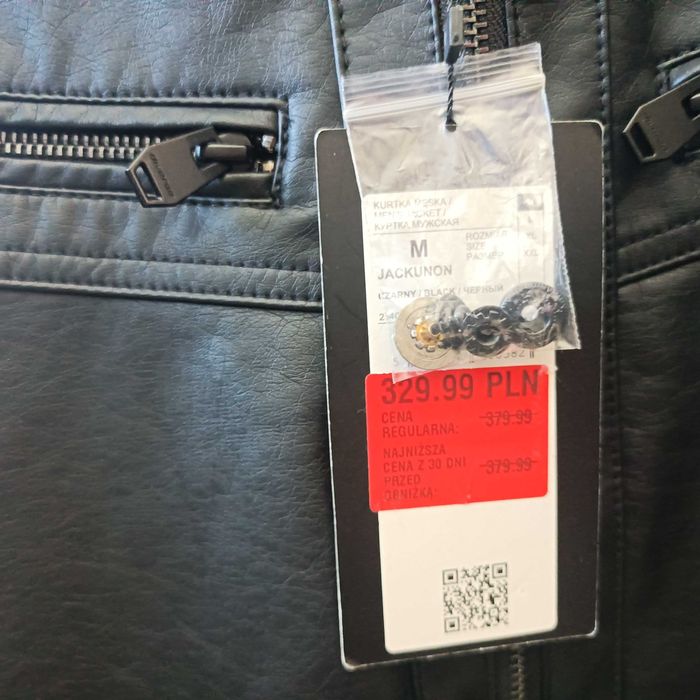 KURTKA MĘSKA /
MEN'S JACKET /
КУРТКА МУЖСКАЯ
M
JACKUNON
ROZMIAR
SIZE
РАЗМЕР
XXL
CZARNY / BLACK / ЧЕРНЫЙ
329.99 PLN
CENA
REGULARNA: 379.99
NAJNIŻSZA
CENA Z 30 DNI 379.99
PRZED
OBNIŻKĄ: